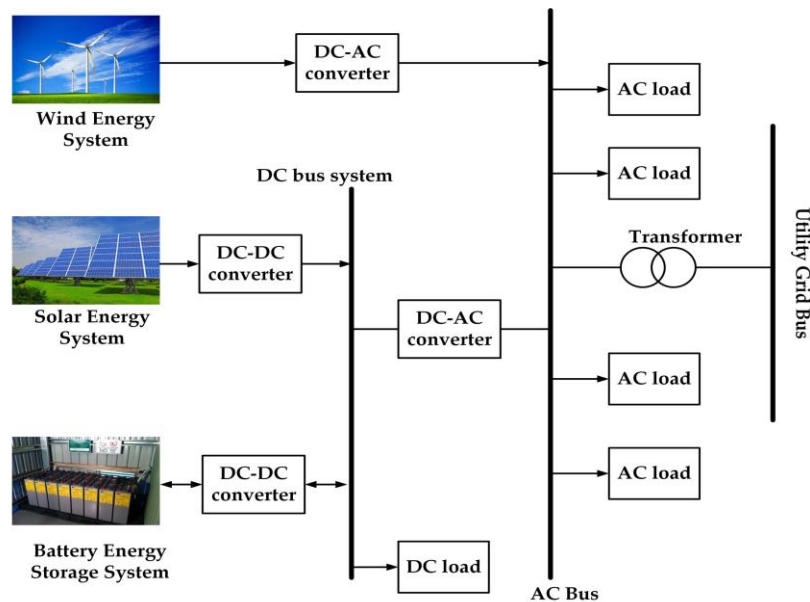 DC-AC
converter
Wind Energy
System
AC load
AC load
DC bus system
DC-DC
converter
Solar Energy
System
Transformer
Utility Grid Bus
DC-AC
converter
AC load
AC load
DC-DC
converter
Battery Energy
Storage System
DC load
AC Bus